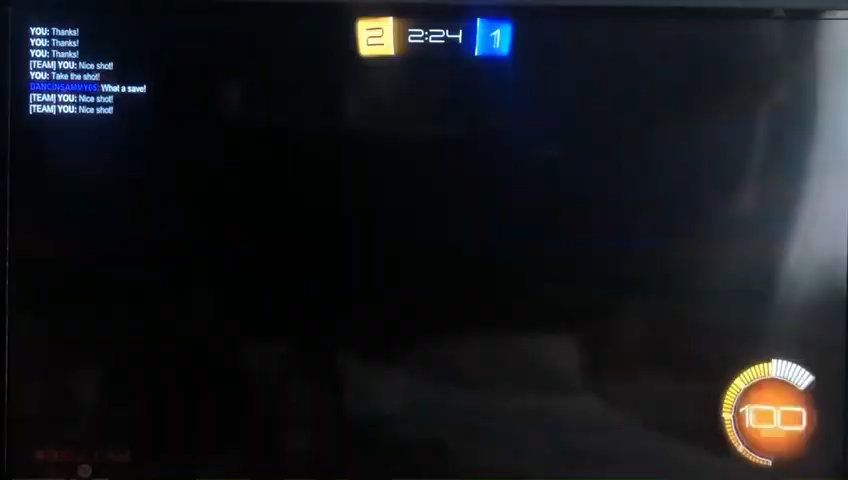 YOU: Thanks!
YOU: Thanks!
YOU: Thanks!
[TEAM] YOU: Nice shot!
YOU: Take the shot!
DANCINSAMMY65: What a save!
[TEAM] YOU: Nice shot!
[TEAM] YOU: Nice shot!
2 2:24 1
100